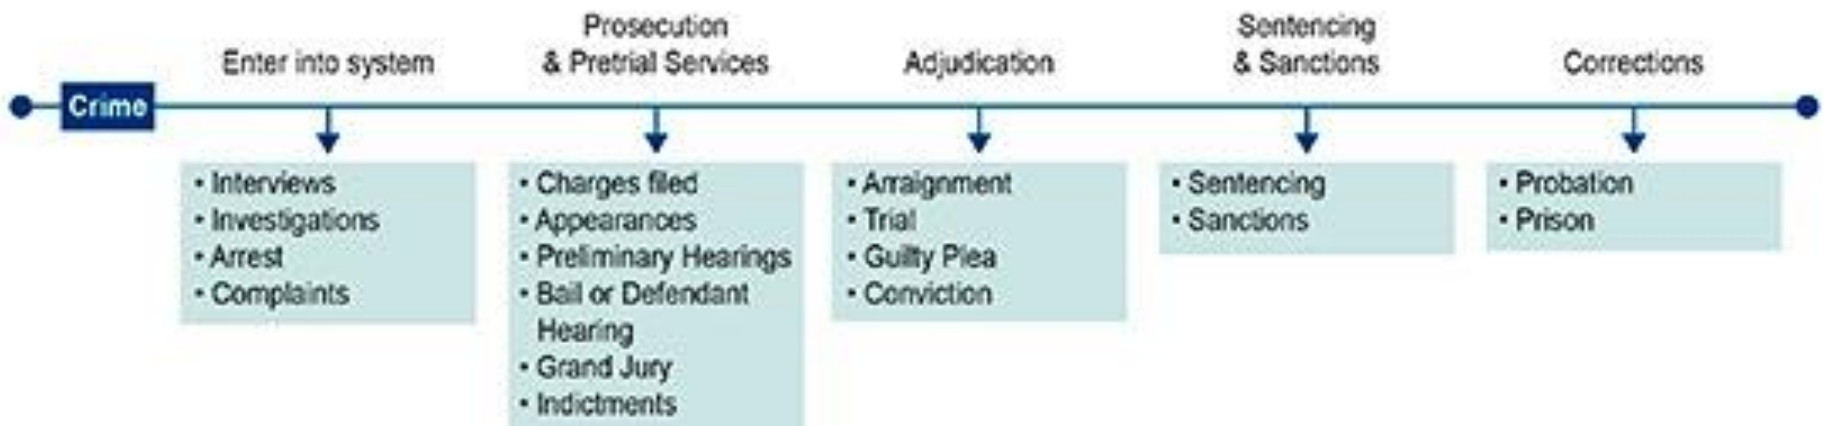 Crime
Enter into system
• Interviews
• Investigations
• Arrest
• Complaints
Prosecution
& Pretrial Services
• Charges filed
• Appearances
• Preliminary Hearings
• Bail or Defendant
Hearing
• Grand Jury
• Indictments
Adjudication
• Arraignment
• Trial
• Guilty Plea
• Conviction
Sentencing
& Sanctions
• Sentencing
• Sanctions
Corrections
• Probation
• Prison